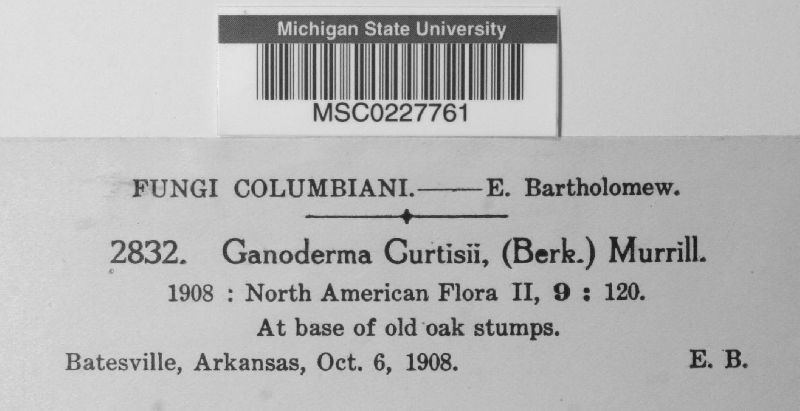 Michigan State University
MSC0227761
FUNGI COLUMBIANI.——E. Bartholomew.
2832. Ganoderma Curtisii, (Berk.) Murrill.
1908 : North American Flora II, 9 : 120.
At base of old oak stumps.
Batesville, Arkansas, Oct. 6, 1908. E. B.